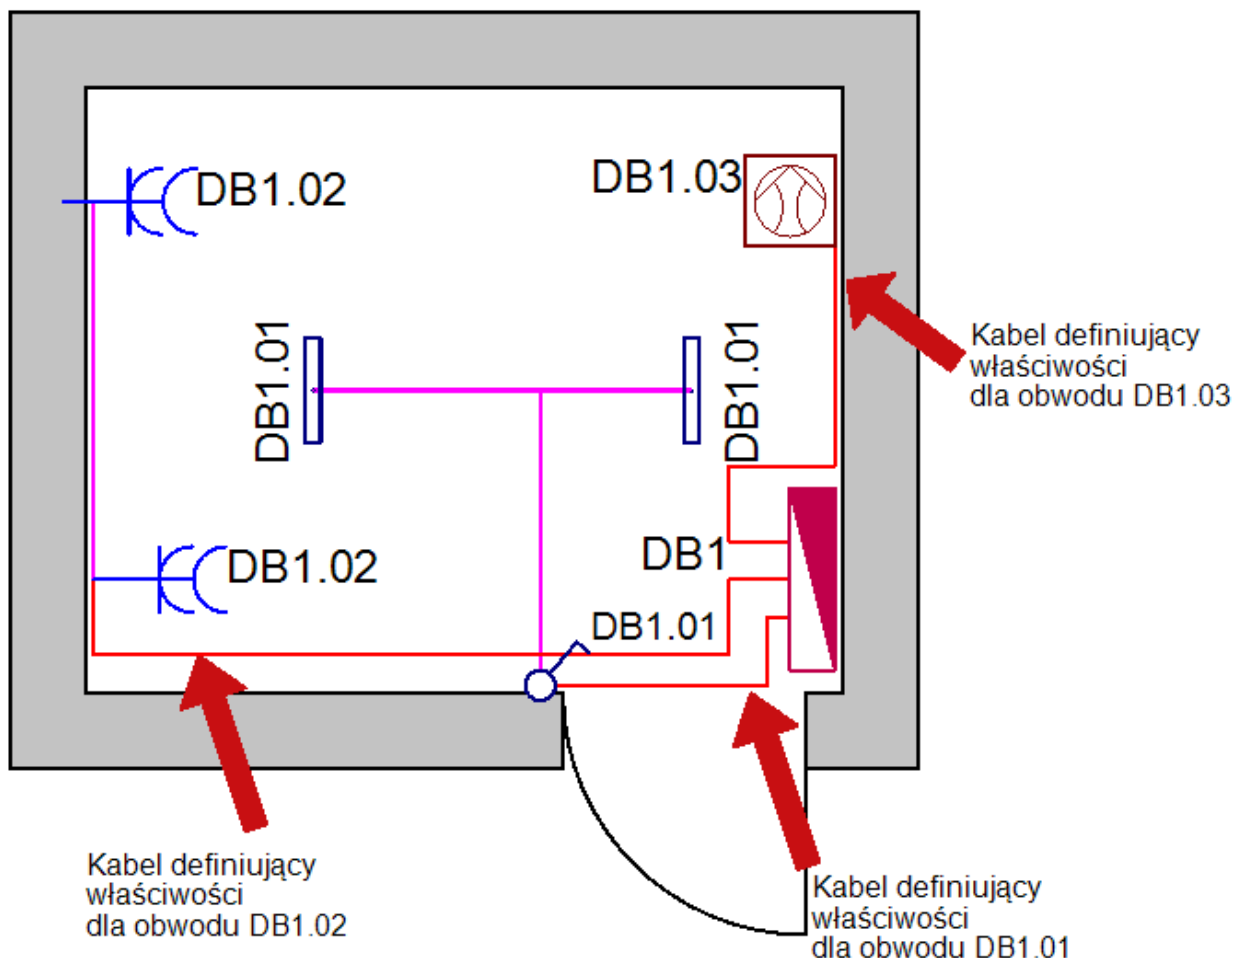 DB1.02
DB1.03
DB1.01
DB1.01
Kabel definiujący
właściwości
dla obwodu DB1.03
DB1
DB1.02
DB1.01
Kabel definiujący
właściwości
dla obwodu DB1.02
Kabel definiujący
właściwości
dla obwodu DB1.01